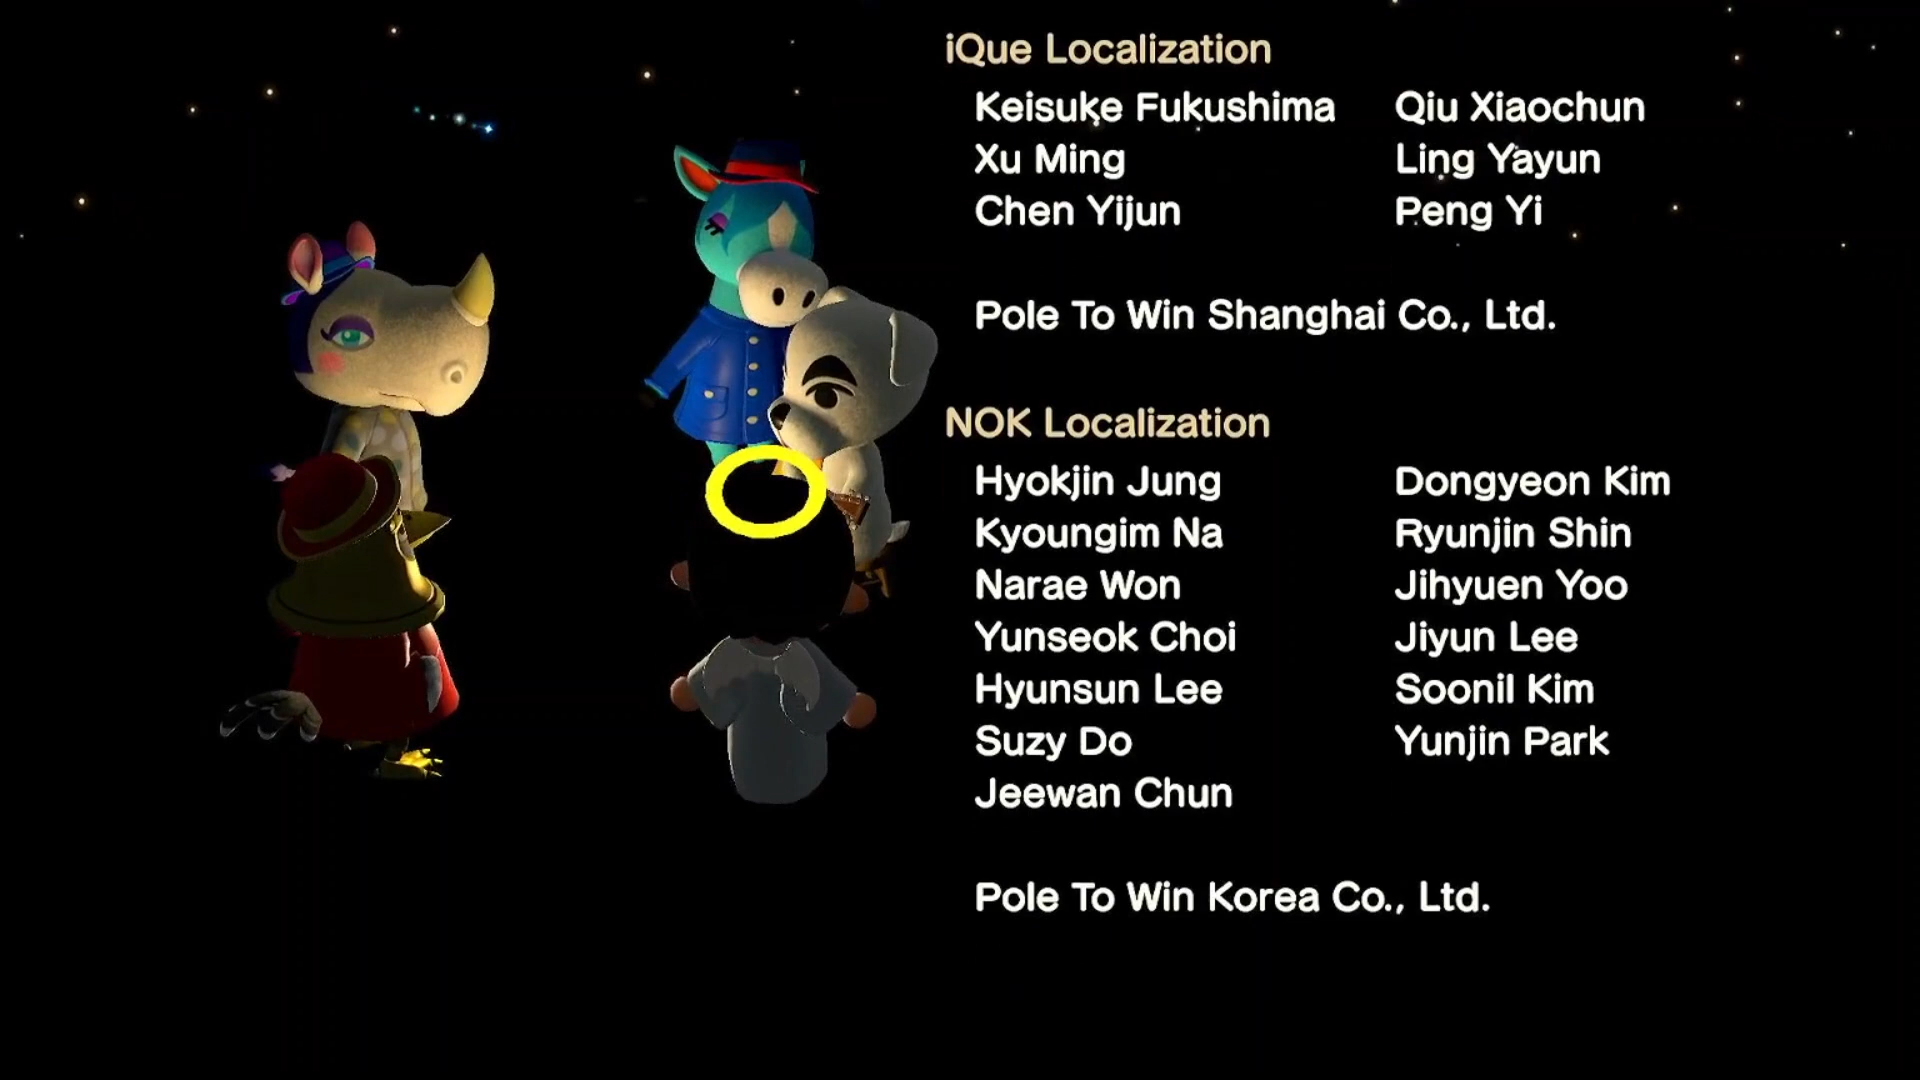 iQue Localization
Keisuke Fukushima Qiu Xiaochun
Xu Ming Ling Yayun
Chen Yijun Peng Yi
Pole To Win Shanghai Co., Ltd.
NOK Localization
Hyokjin Jung Dongyeon Kim
Kyoungim Na Ryunjin Shin
Narae Won Jihyuen Yoo
Yunseok Choi Jiyun Lee
Hyunsun Lee Soonil Kim
Suzy Do Yunjin Park
Jeewan Chun
Pole To Win Korea Co., Ltd.